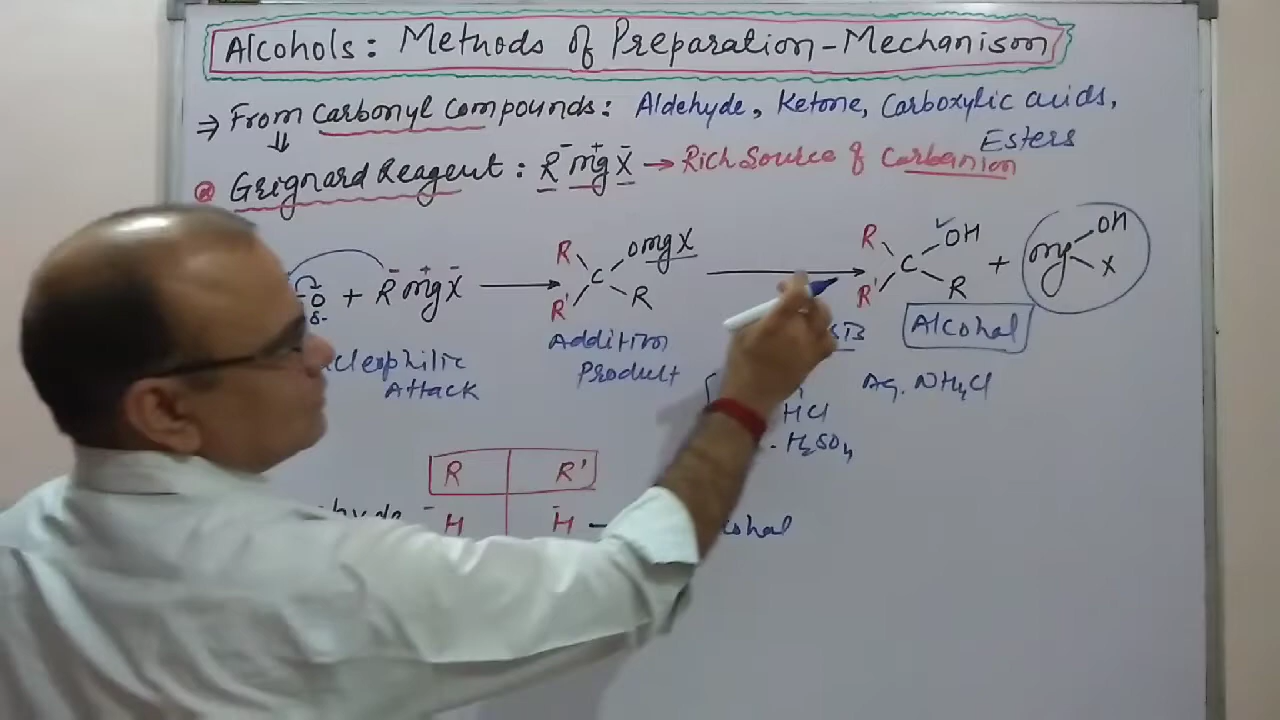 Alcohols: Methods of Preparation-Mechanism
⇒ From Carbonyl Compounds: Aldehyde, Ketone, Carboxylic acids,
Esters
⇓
Grignard Reagent: R⁻ Mg⁺ X⁻ → Rich Source of Carbanion
O + R⁻ Mg⁺ X⁻ →
δ-
R R' C OMgX R →
R R' C OH R + Mg OH X
Attack
Addition
Product
Alcohol
Aq. NH₄Cl
HCl
H₂SO₄
R R'
H H